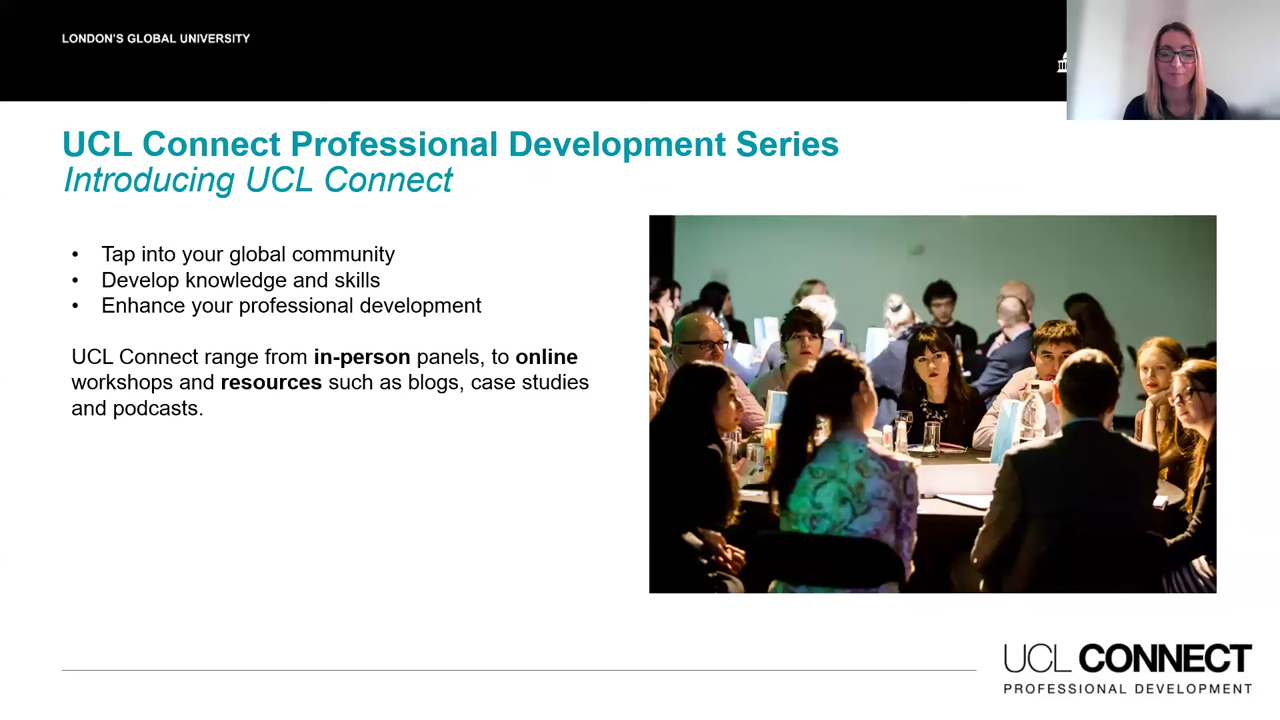 LONDON'S GLOBAL UNIVERSITY
UCL Connect Professional Development Series
Introducing UCL Connect
• Tap into your global community
• Develop knowledge and skills
• Enhance your professional development
UCL Connect range from in-person panels, to online
workshops and resources such as blogs, case studies
and podcasts.
UCL CONNECT
PROFESSIONAL DEVELOPMENT